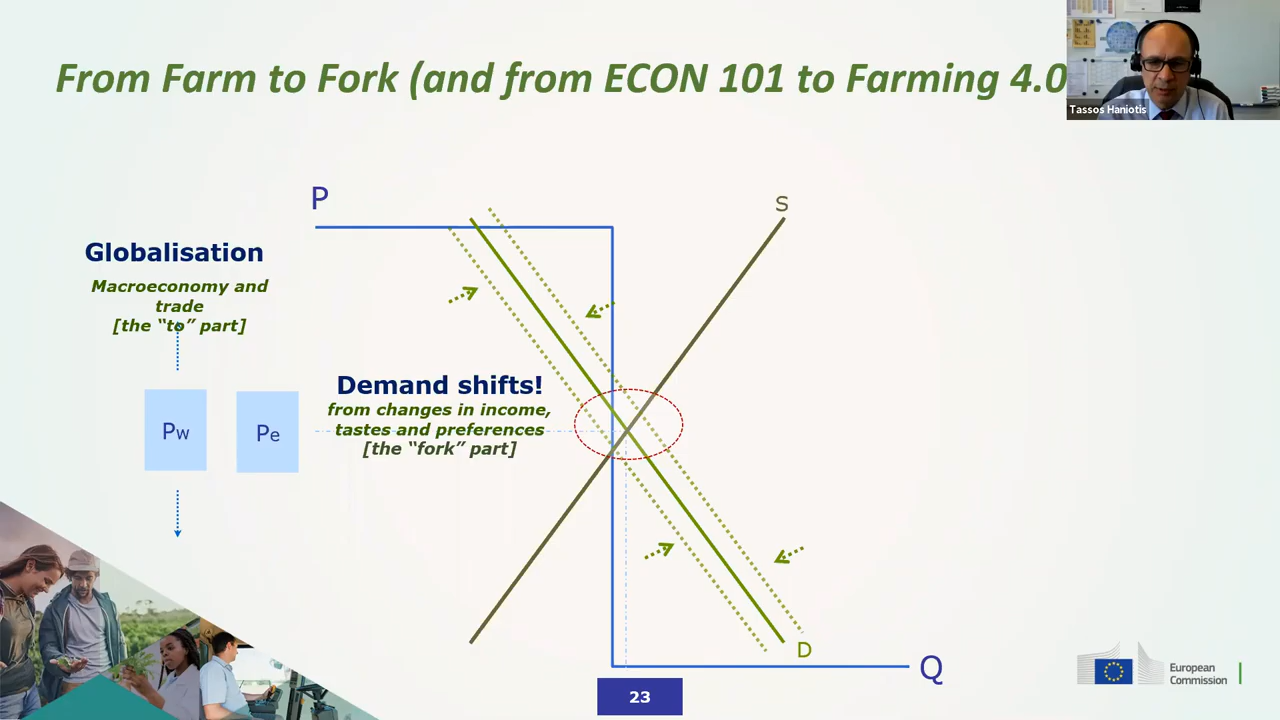 From Farm to Fork (and from ECON 101 to Farming 4.0
Tassos Haniotis
P
S
Globalisation
Macroeconomy and
trade
[the “to” part]
Demand shifts!
from changes in income,
tastes and preferences
[the “fork” part]
Pw
Pe
D
Q
European
Commission
23